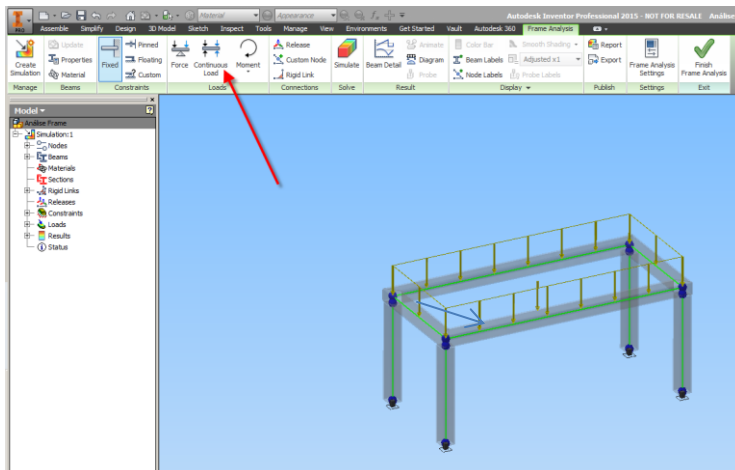 PRO
Material
Appearance
Autodesk Inventor Professional 2015 - NOT FOR RESALE Análise
Assemble Simplify Design 3D Model Sketch Inspect Tools Manage View Environments Get Started Vault Autodesk 360 Frame Analysis
Create Simulation
Update
Properties
Material
Fixed
Pinned
Floating
Custom
Force
Continuous Load
Moment
Release
Custom Node
Rigid Link
Simulate
Beam Detail
Animate
Diagram
Probe
Color Bar
Beam Labels
Node Labels
Smooth Shading
Adjusted x1
Probe Labels
Report
Export
Frame Analysis Settings
Finish Frame Analysis
Manage Beams Constraints Loads Connections Solve Result Display Publish Settings Exit
Model
Análise Frame
Simulation:1
Nodes
Beams
Materials
Sections
Rigid Links
Releases
Constraints
Loads
Results
Status